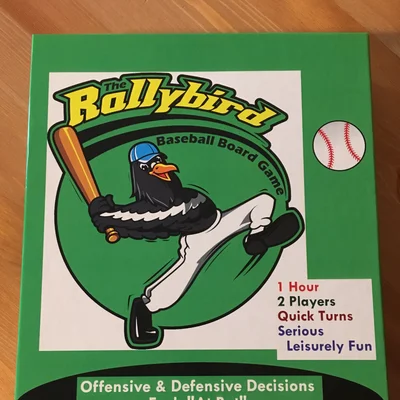 The
Rallybird
Baseball Board Game
1 Hour
2 Players
Quick Turns
Serious
Leisurely Fun
Offensive & Defensive Decisions